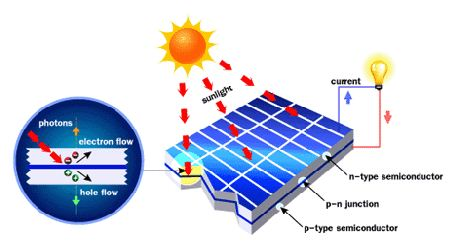 photons
electron flow
hole flow
sunlight
current
n-type semiconductor
p-n junction
p-type semiconductor